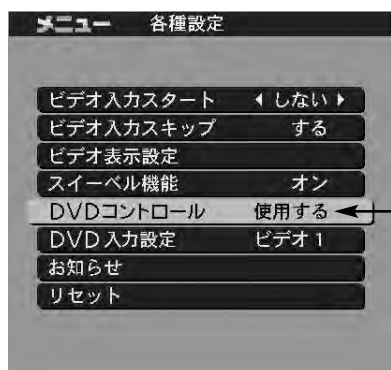 メニュー 各種設定
ビデオ入力スタート しない
ビデオ入力スキップ する
ビデオ表示設定
スイーベル機能 オン
DVDコントロール 使用する
DVD入力設定 ビデオ1
お知らせ
リセット